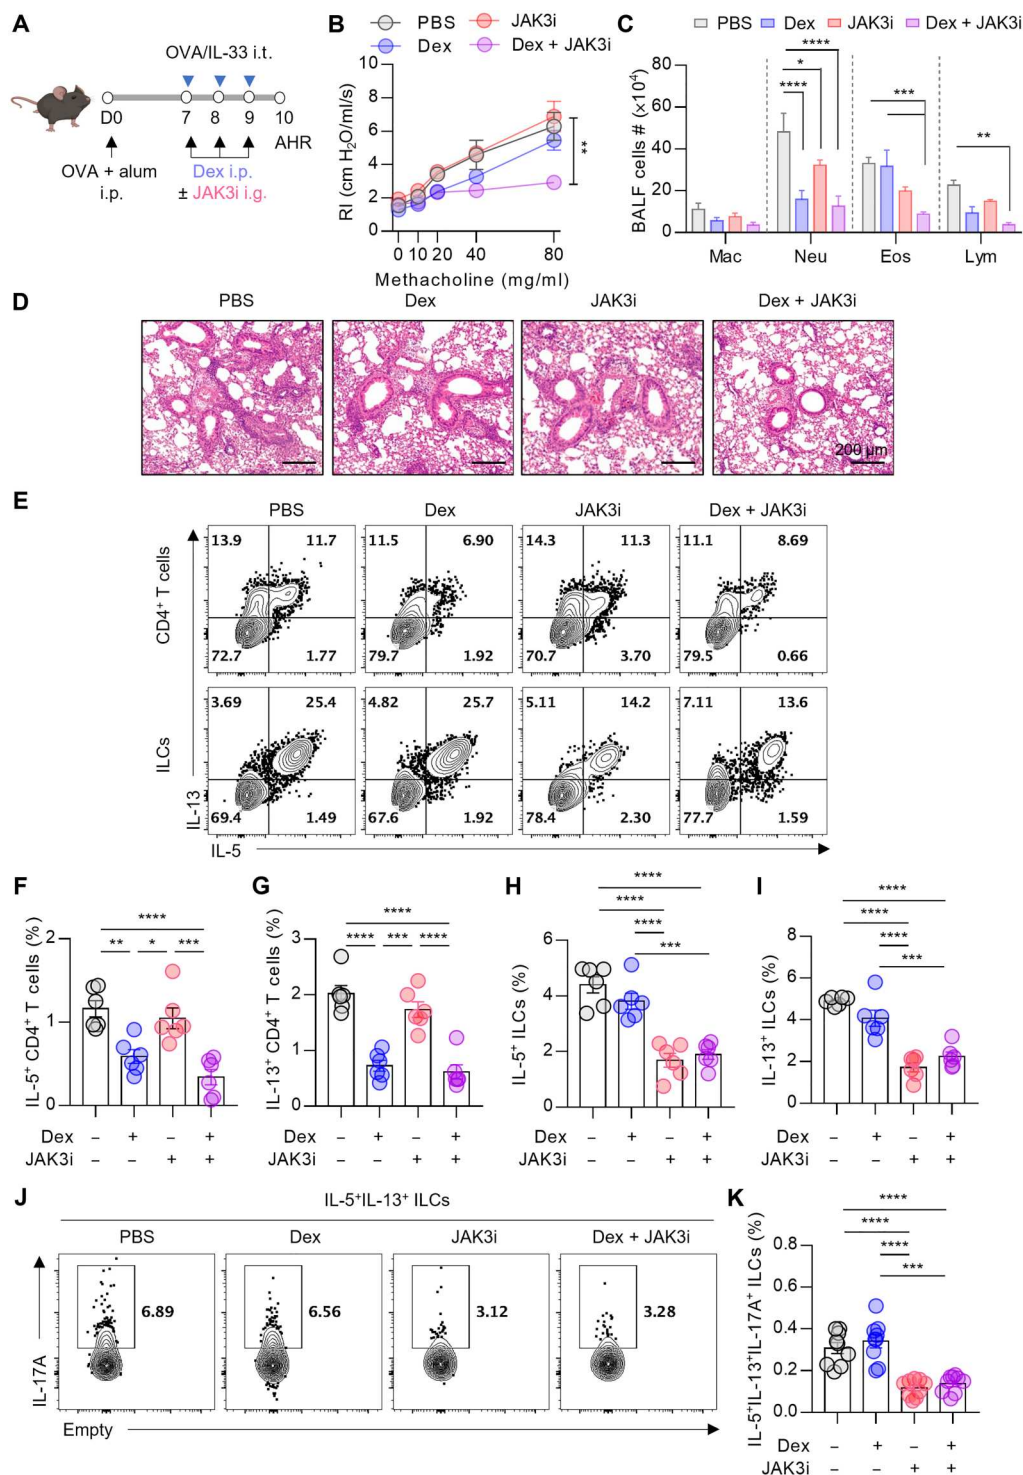 A
OVA/IL-33 i.t.
D0 7 8 9 10
AHR
OVA + alum
i.p.
Dex i.p.
± JAK3i i.g.
B
PBS JAK3i
Dex Dex + JAK3i
RI (cm H₂O/ml/s)
10
8
6
4
2
0
**
0 10 20 40 80
Methacholine (mg/ml)
C
PBS Dex JAK3i Dex + JAK3i
BALF cells # (x10⁴)
80
60
40
20
0
****
*
****
***
**
Mac Neu Eos Lym
D
PBS Dex JAK3i Dex + JAK3i
200 µm
E
PBS Dex JAK3i Dex + JAK3i
CD4⁺ T cells
13.9 11.7 11.5 6.90 14.3 11.3 11.1 8.69
72.7 1.77 79.7 1.92 70.7 3.70 79.5 0.66
ILCs
3.69 25.4 4.82 25.7 5.11 14.2 7.11 13.6
69.4 1.49 67.6 1.92 78.4 2.30 77.7 1.59
IL-13
IL-5
F
IL-5⁺ CD4⁺ T cells (%)
****
** * ***
2
1
0
Dex – + – +
JAK3i – – + +
G
IL-13⁺ CD4⁺ T cells (%)
****
**** *** ****
3
2
1
0
– + – +
– – + +
H
IL-5⁺ ILCs (%)
****
****
****
***
6
4
2
0
Dex – + – +
JAK3i – – + +
I
IL-13⁺ ILCs (%)
****
****
****
***
8
6
4
2
0
Dex – + – +
JAK3i – – + +
J
IL-5⁺IL-13⁺ ILCs
PBS Dex JAK3i Dex + JAK3i
6.89 6.56 3.12 3.28
IL-17A
Empty
K
IL-5⁺IL-13⁺IL-17A⁺ ILCs (%)
****
****
****
***
0.8
0.6
0.4
0.2
0.0
Dex – + – +
JAK3i – – + +